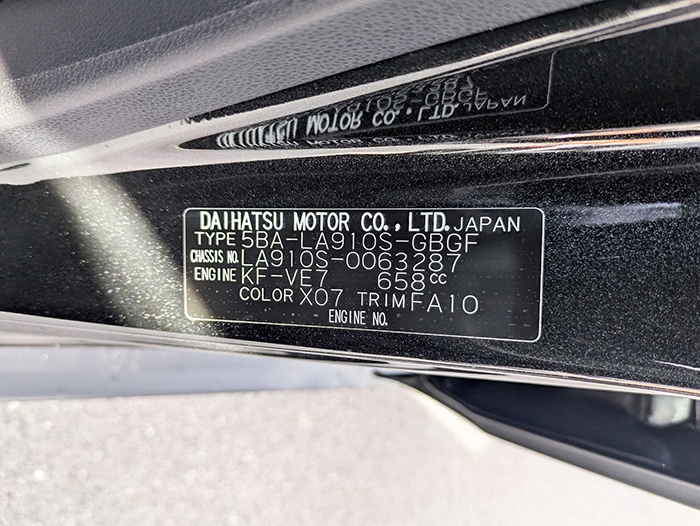 DAIHATSU MOTOR CO., LTD. JAPAN
TYPE 5BA-LA910S-GBGF
CHASSIS NO. LA910S-0063287
ENGINE KF-VE7 658cc
COLOR X07 TRIM FA10
ENGINE NO.